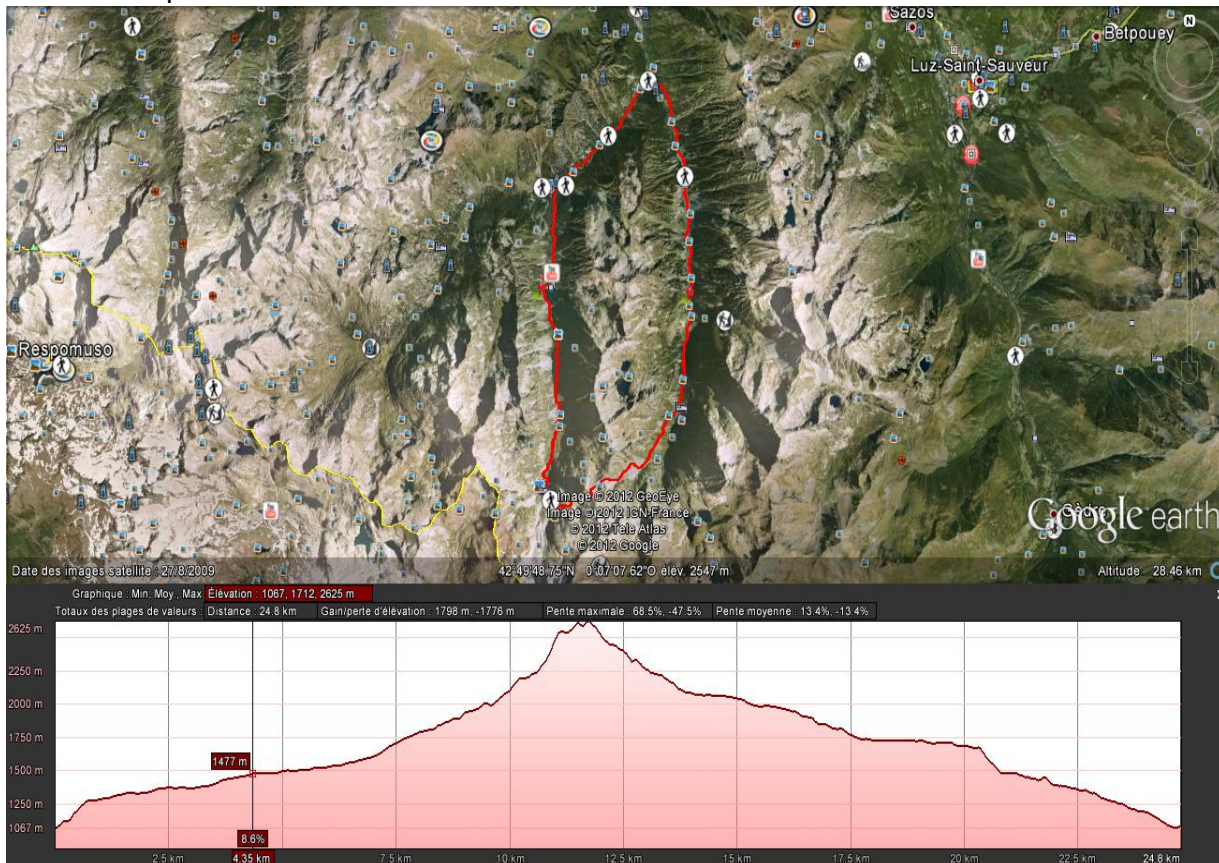 Sazos
N
Betpouey
Luz-Saint-Sauveur
Respomuso
Image © 2012 GeoEye
Image © 2012 IGN-France
© 2012 Tele Atlas
© 2012 Google
Gèdre
Google earth
Date des images satellite : 27/8/2009
42°49'48.75"N 0°07'07.62"O élév. 2547 m
Altitude 28.46 km
Graphique : Min, Moy., Max Élévation : 1067, 1712, 2625 m
Totaux des plages de valeurs : Distance : 24.8 km Gain/perte d'élévation : 1798 m, -1776 m Pente maximale : 68.5%, -47.5% Pente moyenne : 13.4%, -13.4%
2625 m
2250 m
2000 m
1750 m
1477 m
1500 m
1250 m
1067 m
8.6%
2.5 km 4.35 km 7.5 km 10 km 12.5 km 15 km 17.5 km 20 km 22.5 km 24.8 km